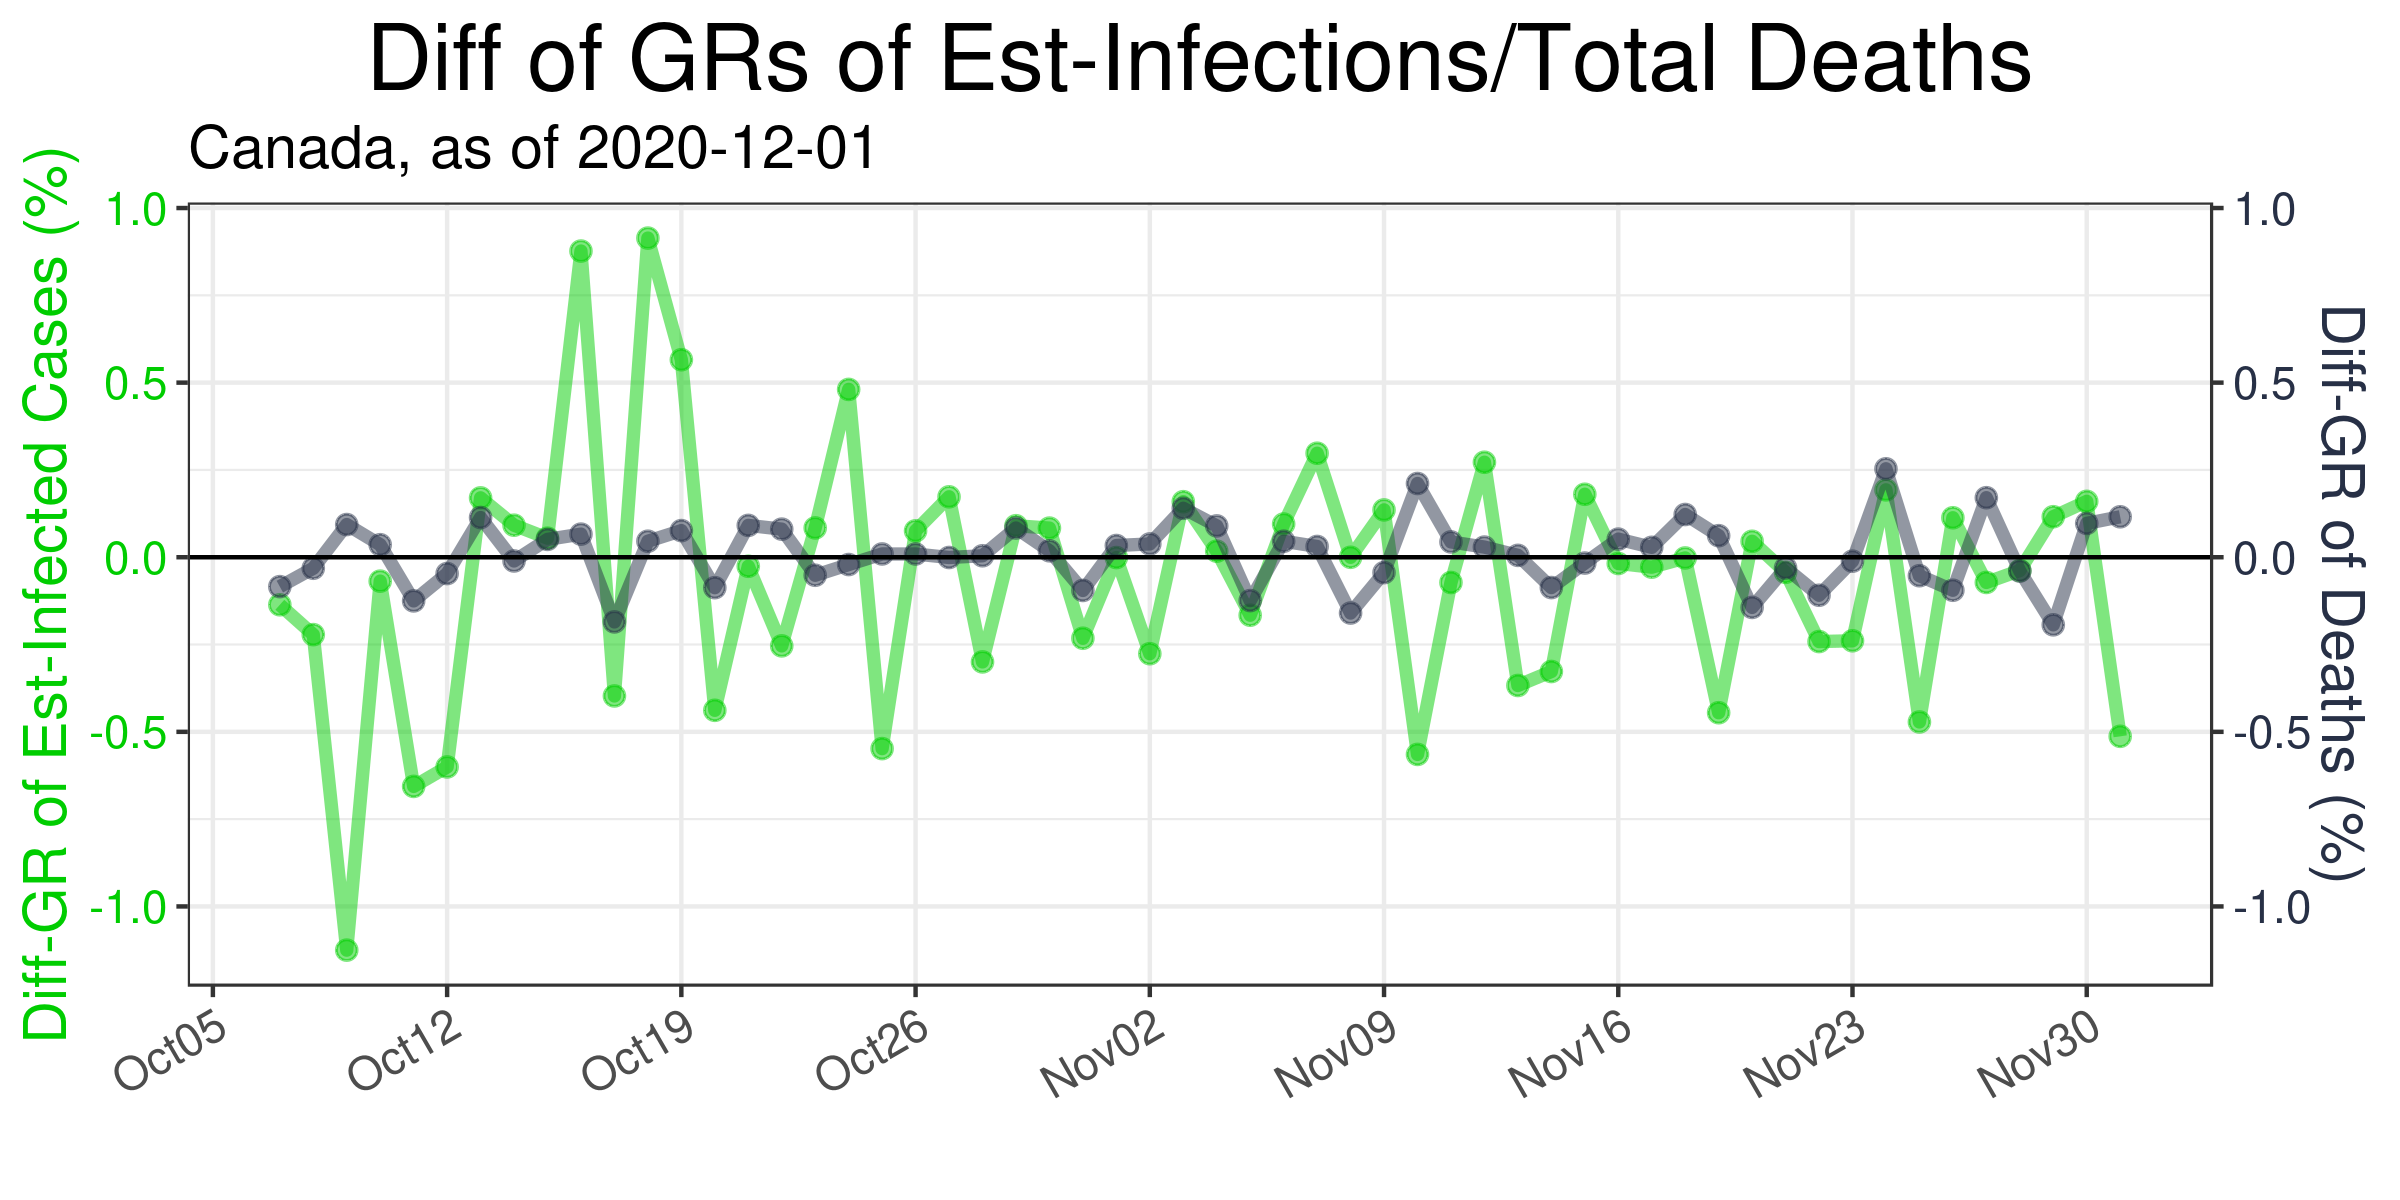 Diff of GRs of Est-Infections/Total Deaths
Canada, as of 2020-12-01
Diff-GR of Est-Infected Cases (%)
1.0
0.5
0.0
-0.5
-1.0
1.0
0.5
0.0
-0.5
-1.0
Diff-GR of Deaths (%)
Oct05
Oct12
Oct19
Oct26
Nov02
Nov09
Nov16
Nov23
Nov30